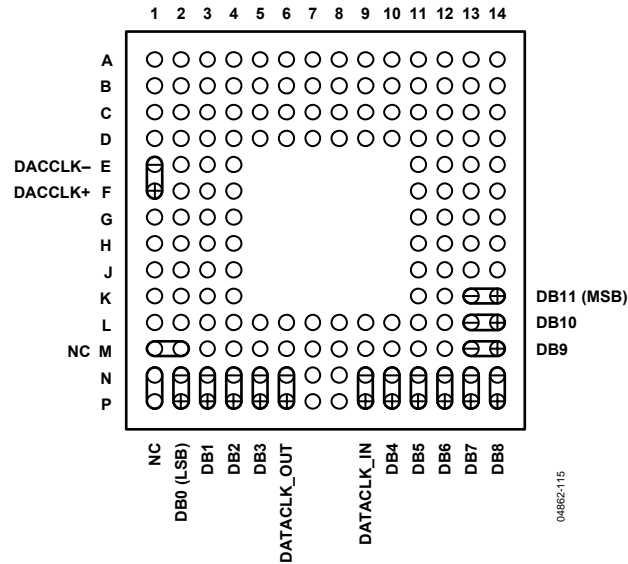 1 2 3 4 5 6 7 8 9 10 11 12 13 14
A
B
C
D
DACCLK– E
DACCLK+ F
G
H
J
K DB11 (MSB)
L DB10
NC M DB9
N
P
NC
DB0 (LSB)
DB1
DB2
DB3
DATACLK_OUT
DATACLK_IN
DB4
DB5
DB6
DB7
DB8
04862-115